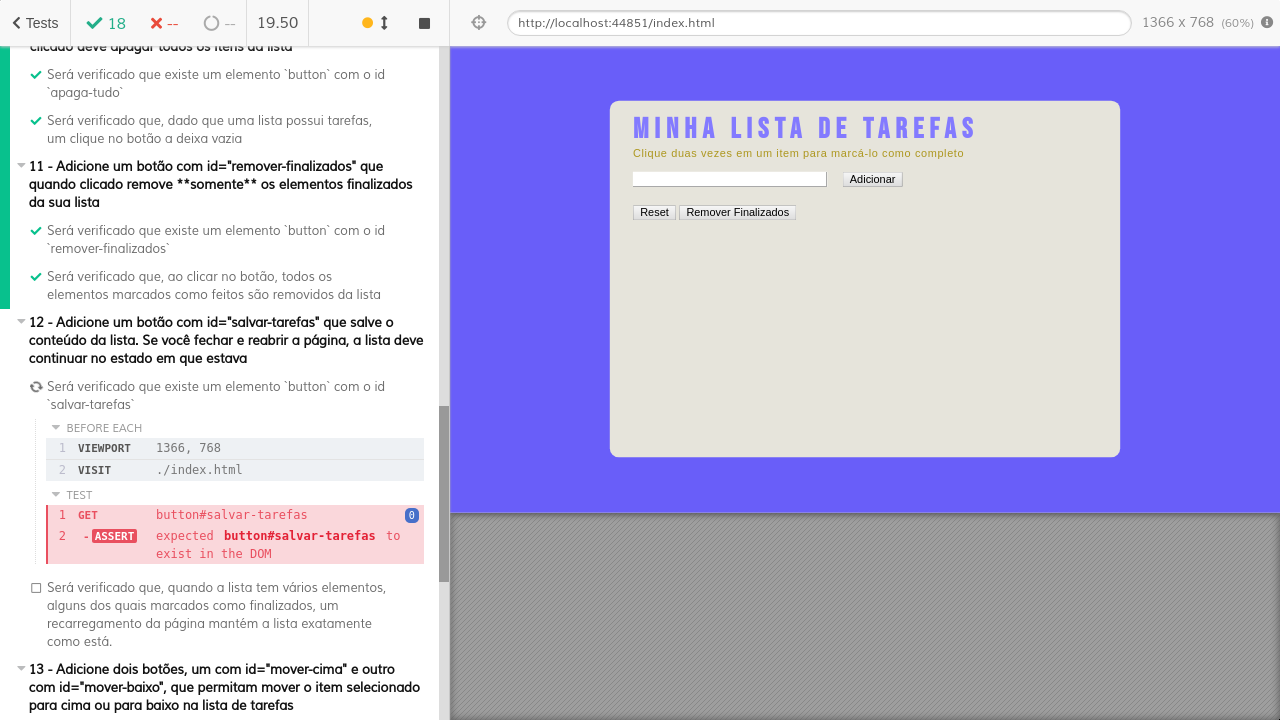 Tests
18
--
--
19.50
http://localhost:44851/index.html
1366 x 768 (60%)
clicado deve apagar todos os itens da lista
Será verificado que existe um elemento `button` com o id
`apaga-tudo`
Será verificado que, dado que uma lista possui tarefas,
um clique no botão a deixa vazia
11 - Adicione um botão com id="remover-finalizados" que
quando clicado remove **somente** os elementos finalizados
da sua lista
Será verificado que existe um elemento `button` com o id
`remover-finalizados`
Será verificado que, ao clicar no botão, todos os
elementos marcados como feitos são removidos da lista
12 - Adicione um botão com id="salvar-tarefas" que salve o
conteúdo da lista. Se você fechar e reabrir a página, a lista deve
continuar no estado em que estava
Será verificado que existe um elemento `button` com o id
`salvar-tarefas`
BEFORE EACH
1 VIEWPORT 1366, 768
2 VISIT ./index.html
TEST
1 GET button#salvar-tarefas 0
2 -ASSERT expected button#salvar-tarefas to
exist in the DOM
Será verificado que, quando a lista tem vários elementos,
alguns dos quais marcados como finalizados, um
recarregamento da página mantém a lista exatamente
como está.
13 - Adicione dois botões, um com id="mover-cima" e outro
com id="mover-baixo", que permitam mover o item selecionado
para cima ou para baixo na lista de tarefas
MINHA LISTA DE TAREFAS
Clique duas vezes em um item para marcá-lo como completo
Adicionar
Reset Remover Finalizados